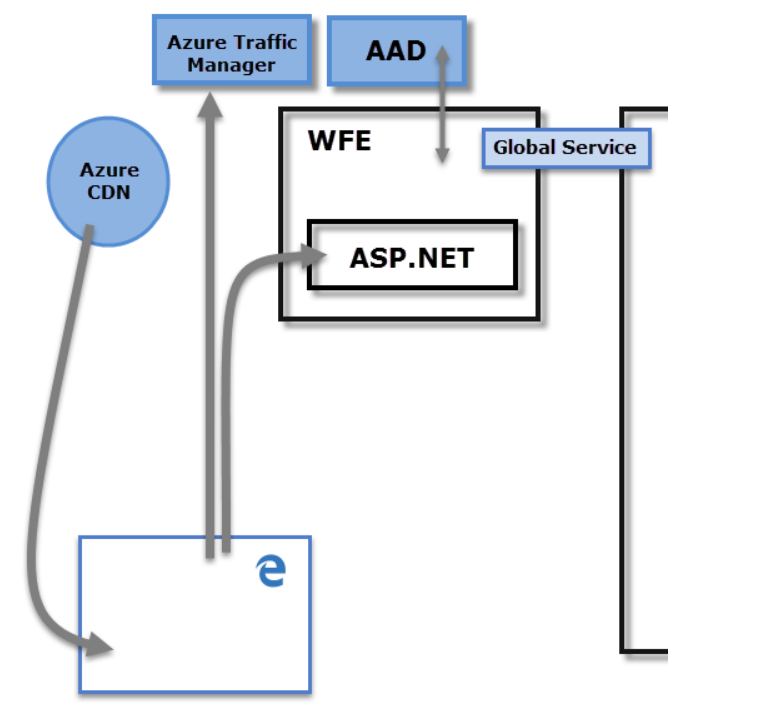 Azure Traffic
Manager
AAD
WFE
Global Service
Azure
CDN
ASP.NET